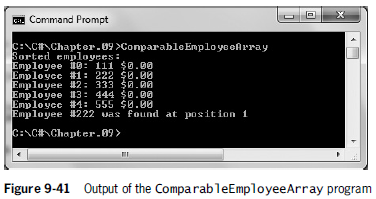 Command Prompt
C:\C#\Chapter.09>ComparableEmployeeArray
Sorted employees:
Employee #0: 111 $0.00
Employee #1: 222 $0.00
Employee #2: 333 $0.00
Employee #3: 444 $0.00
Employee #4: 555 $0.00
Employee #222 was found at position 1
C:\C#\Chapter.09>
Figure 9-41 Output of the ComparableEmployeeArray program